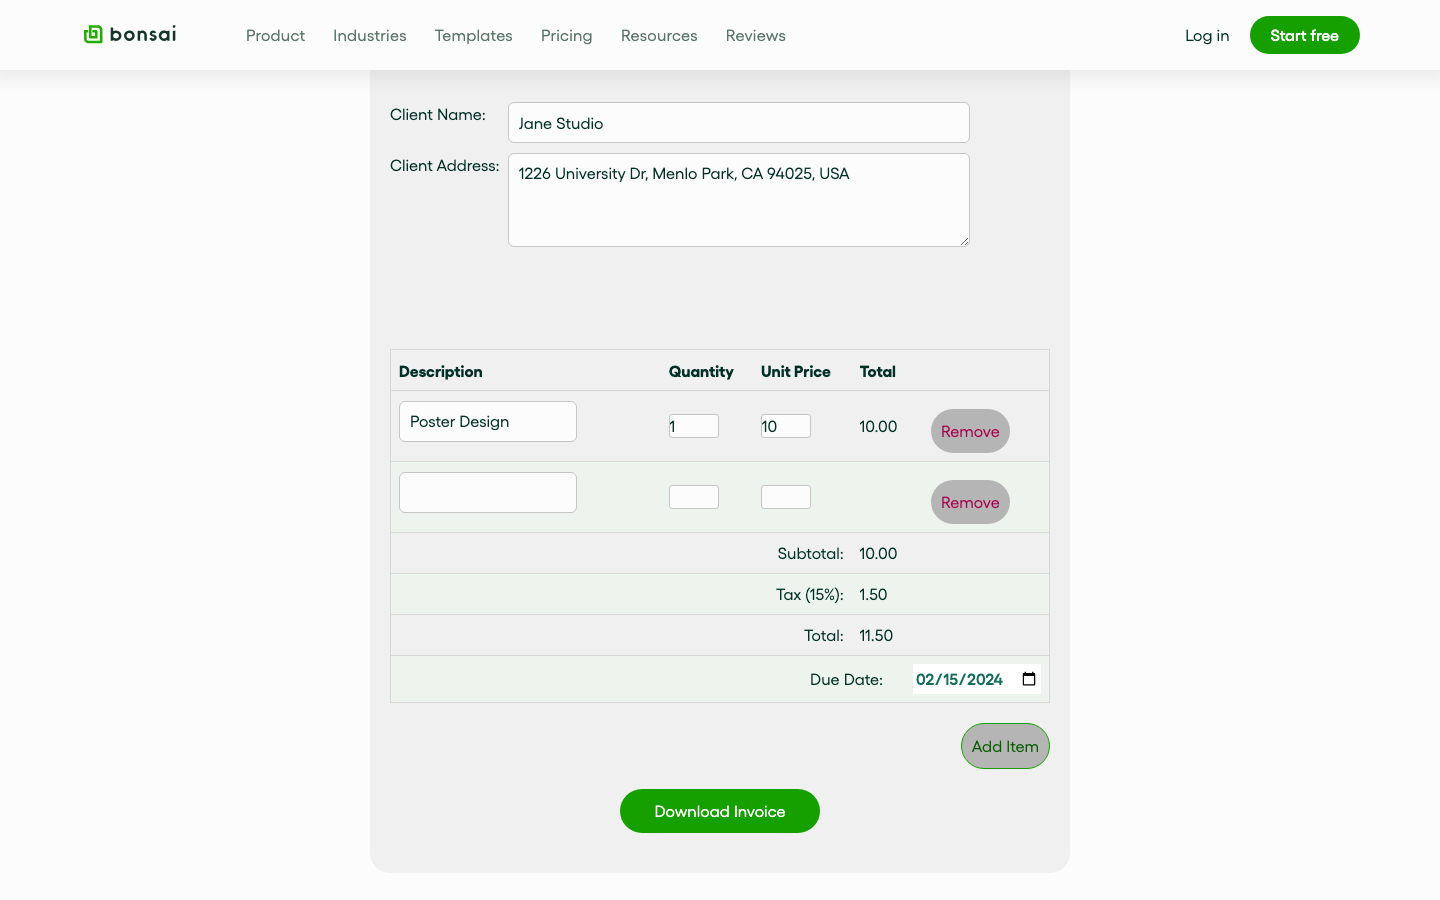 bonsai Product Industries Templates Pricing Resources Reviews Log in Start free
Client Name: Jane Studio
Client Address: 1226 University Dr, Menlo Park, CA 94025, USA
Description Quantity Unit Price Total
Poster Design 1 10 10.00 Remove
Remove
Subtotal: 10.00
Tax (15%): 1.50
Total: 11.50
Due Date: 02/15/2024
Add Item
Download Invoice